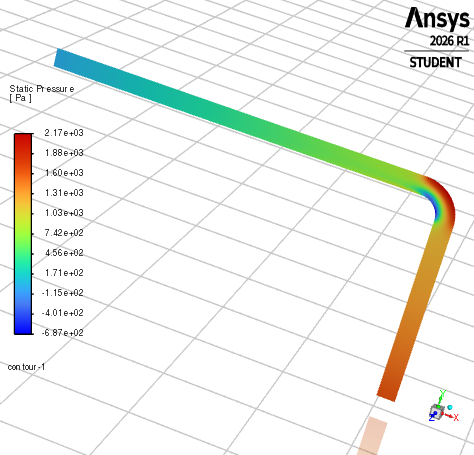 Ansys
2026 R1
STUDENT
Static Pressure
[ Pa ]
2.17e+03
1.88e+03
1.60e+03
1.31e+03
1.03e+03
7.42e+02
4.56e+02
1.71e+02
-1.15e+02
-4.01e+02
-6.87e+02
contour-1
Y
Z
X